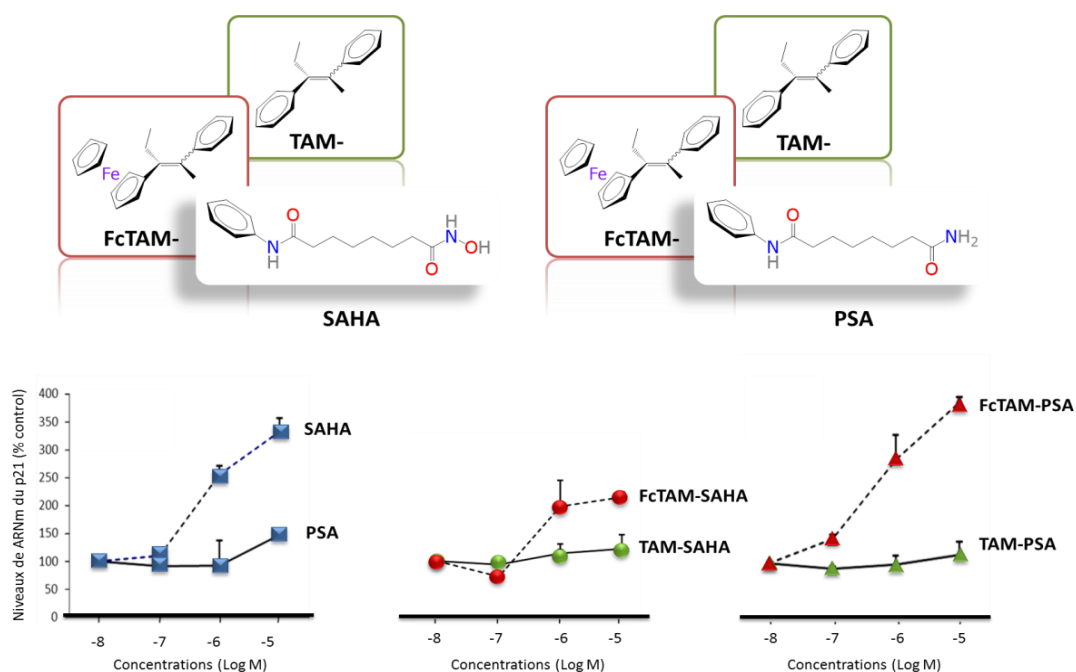 TAM-
Fe
FcTAM-
O
N
H
O
H
N
OH
SAHA
TAM-
Fe
FcTAM-
O
N
H
O
NH2
PSA
Niveaux de ARNm du p21 (% control)
400
350
300
250
200
150
100
50
0
SAHA
PSA
-8 -7 -6 -5
Concentrations (Log M)
FcTAM-SAHA
TAM-SAHA
-8 -7 -6 -5
Concentrations (Log M)
FcTAM-PSA
TAM-PSA
-8 -7 -6 -5
Concentrations (Log M)